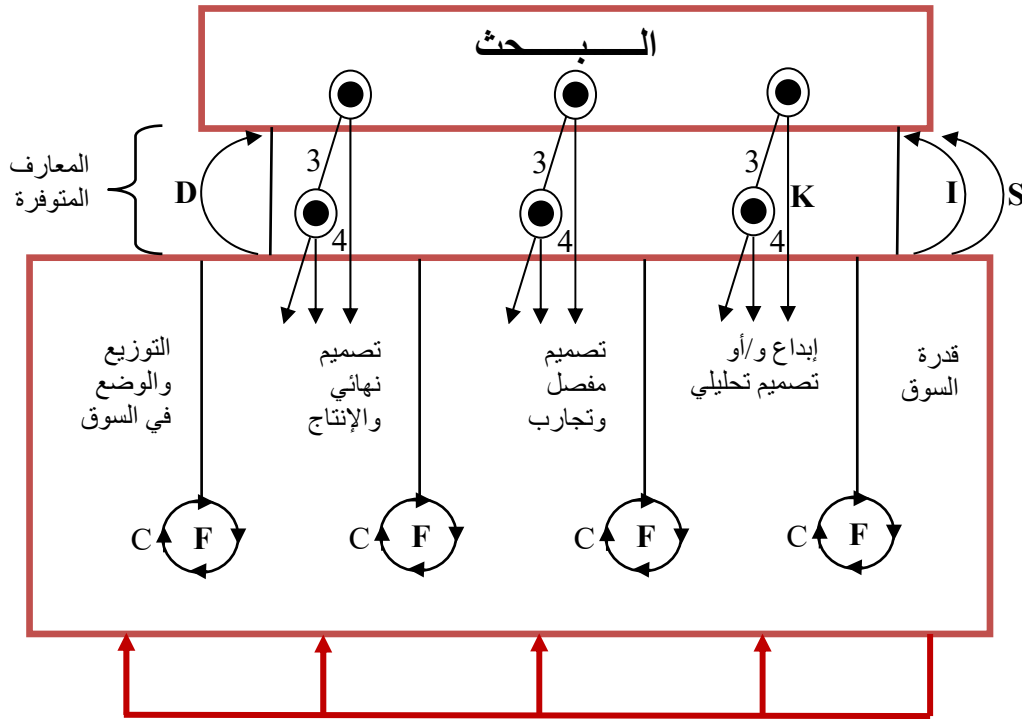 الــــبــــحث
المعارف
المتوفرة
D
3
3
3
K
I
S
4
4
4
قدرة
السوق
إبداع و/أو
تصميم تحليلي
تصميم
مفصل
وتجارب
تصميم
نهائي
والإنتاج
التوزيع
والوضع
في السوق
C F
C F
C F
C F